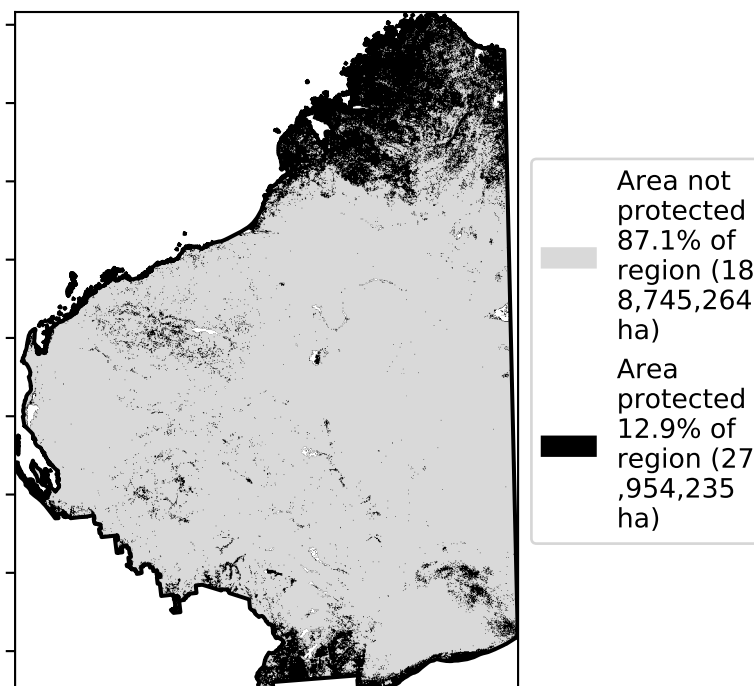 Area not
protected
87.1% of
region (18
8,745,264
ha)
Area
protected
12.9% of
region (27
,954,235
ha)